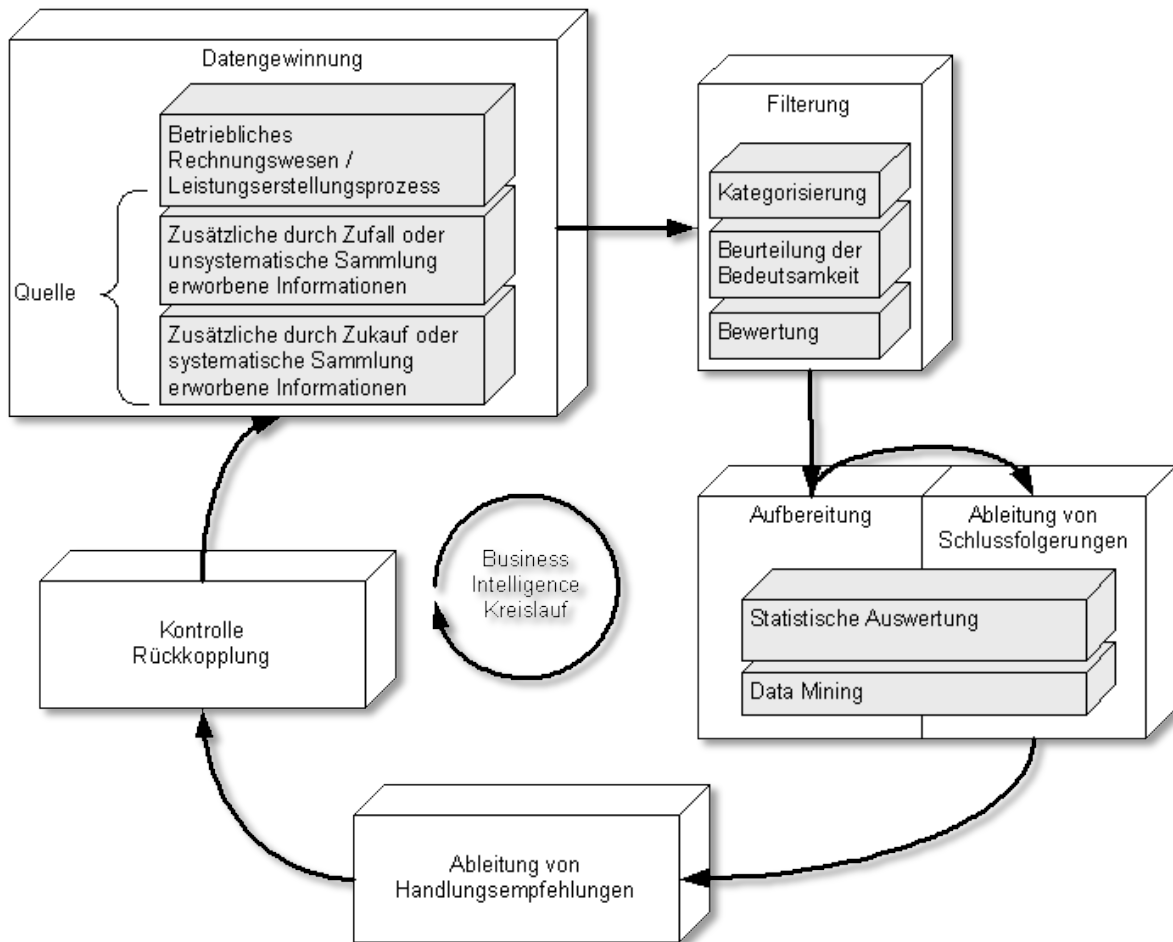 Datengewinnung
Betriebliches
Rechnungswesen /
Leistungserstellungsprozess
Zusätzliche durch Zufall oder
unsystematische Sammlung
erworbene Informationen
Quelle
Zusätzliche durch Zukauf oder
systematische Sammlung
erworbene Informationen
Filterung
Kategorisierung
Beurteilung der
Bedeutsamkeit
Bewertung
Aufbereitung
Ableitung von
Schlussfolgerungen
Statistische Auswertung
Data Mining
Business
Intelligence
Kreislauf
Kontrolle
Rückkopplung
Ableitung von
Handlungsempfehlungen